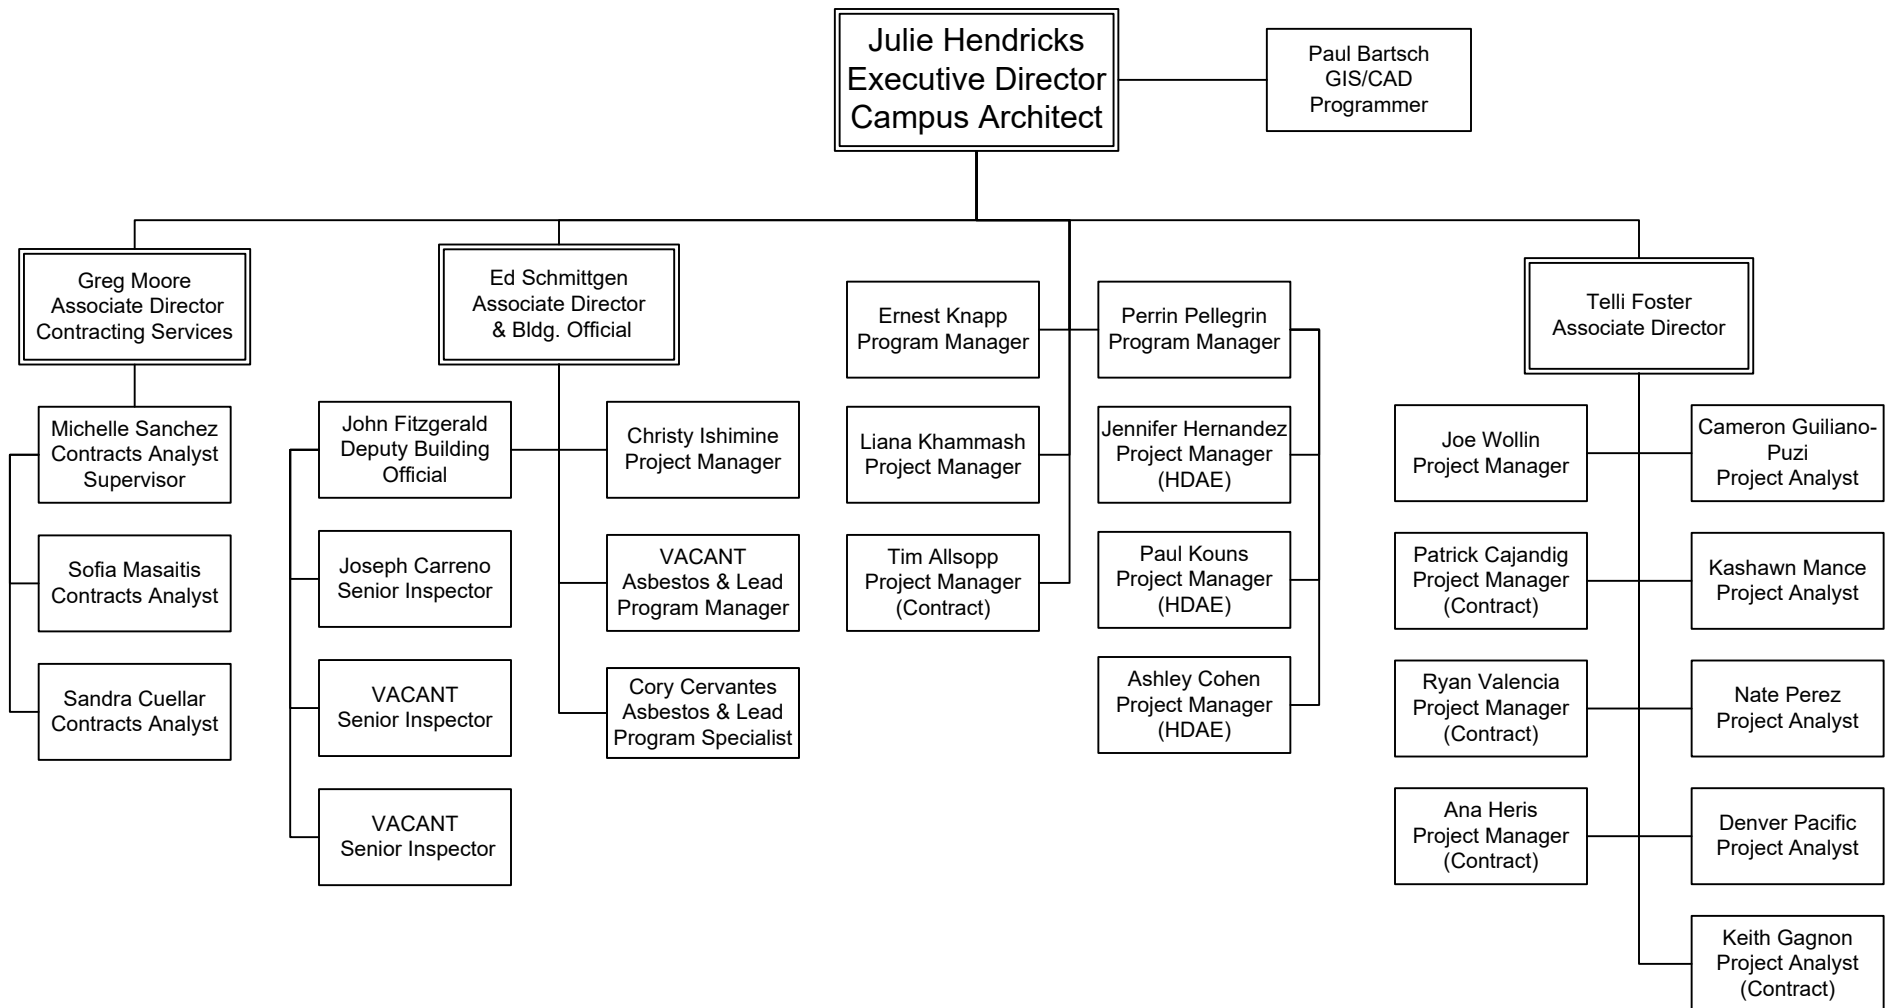 Julie Hendricks
Executive Director
Campus Architect
Paul Bartsch
GIS/CAD
Programmer
Greg Moore
Associate Director
Contracting Services
Michelle Sanchez
Contracts Analyst
Supervisor
Sofia Masaitis
Contracts Analyst
Sandra Cuellar
Contracts Analyst
Ed Schmittgen
Associate Director
& Bldg. Official
John Fitzgerald
Deputy Building
Official
Joseph Carreno
Senior Inspector
VACANT
Senior Inspector
VACANT
Senior Inspector
Christy Ishimine
Project Manager
VACANT
Asbestos & Lead
Program Manager
Cory Cervantes
Asbestos & Lead
Program Specialist
Ernest Knapp
Program Manager
Liana Khammash
Project Manager
Tim Allsopp
Project Manager
(Contract)
Perrin Pellegrin
Program Manager
Jennifer Hernandez
Project Manager
(HDAE)
Paul Kouns
Project Manager
(HDAE)
Ashley Cohen
Project Manager
(HDAE)
Telli Foster
Associate Director
Joe Wollin
Project Manager
Patrick Cajandig
Project Manager
(Contract)
Ryan Valencia
Project Manager
(Contract)
Ana Heris
Project Manager
(Contract)
Cameron Guiliano-
Puzi
Project Analyst
Kashawn Mance
Project Analyst
Nate Perez
Project Analyst
Denver Pacific
Project Analyst
Keith Gagnon
Project Analyst
(Contract)